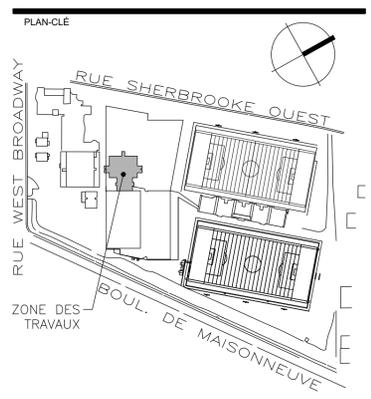 PLAN-CLÉ
RUE SHERBROOKE OUEST
RUE WEST BROADWAY
ZONE DES
TRAVAUX
BOUL. DE MAISONNEUVE